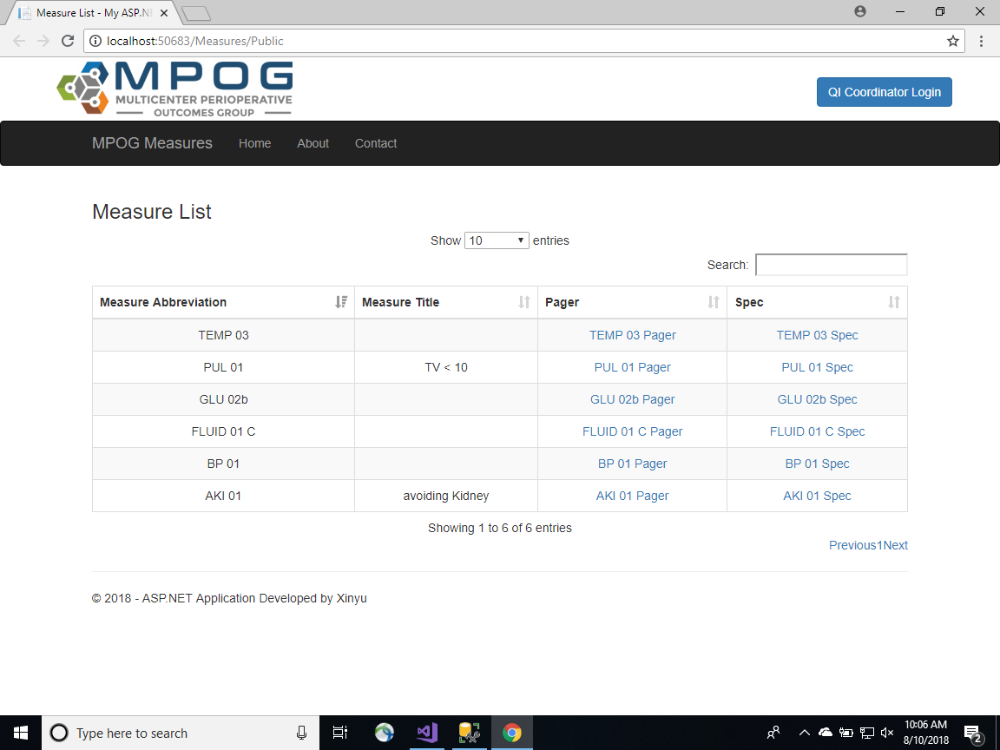 Measure List - My ASP.NE
localhost:50683/Measures/Public
MPOG
MULTICENTER PERIOPERATIVE
OUTCOMES GROUP
QI Coordinator Login
MPOG Measures Home About Contact
Measure List
Show 10 entries
Search:
Measure Abbreviation Measure Title Pager Spec
TEMP 03 TEMP 03 Pager TEMP 03 Spec
PUL 01 TV < 10 PUL 01 Pager PUL 01 Spec
GLU 02b GLU 02b Pager GLU 02b Spec
FLUID 01 C FLUID 01 C Pager FLUID 01 C Spec
BP 01 BP 01 Pager BP 01 Spec
AKI 01 avoiding Kidney AKI 01 Pager AKI 01 Spec
Showing 1 to 6 of 6 entries
Previous1Next
© 2018 - ASP.NET Application Developed by Xinyu
Type here to search
10:06 AM
8/10/2018
2